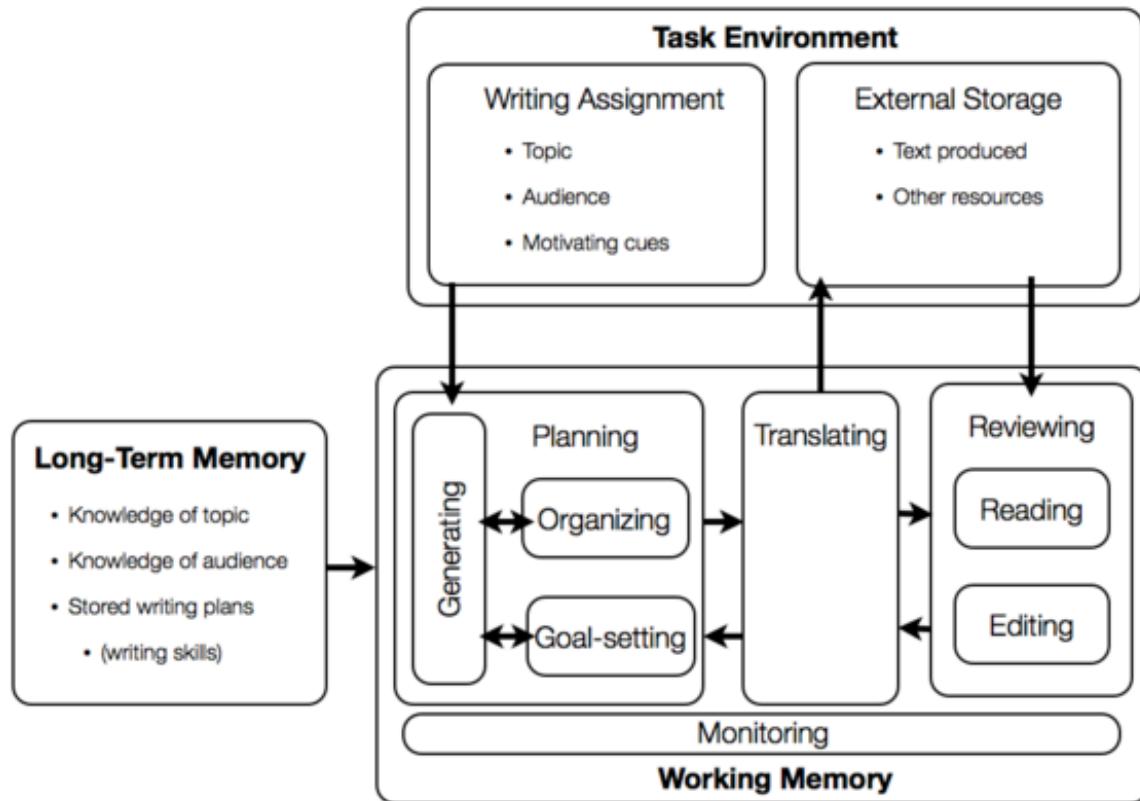 Task Environment
Writing Assignment
• Topic
• Audience
• Motivating cues
External Storage
• Text produced
• Other resources
Long-Term Memory
• Knowledge of topic
• Knowledge of audience
• Stored writing plans
• (writing skills)
Planning
Generating
Organizing
Goal-setting
Translating
Reviewing
Reading
Editing
Monitoring
Working Memory